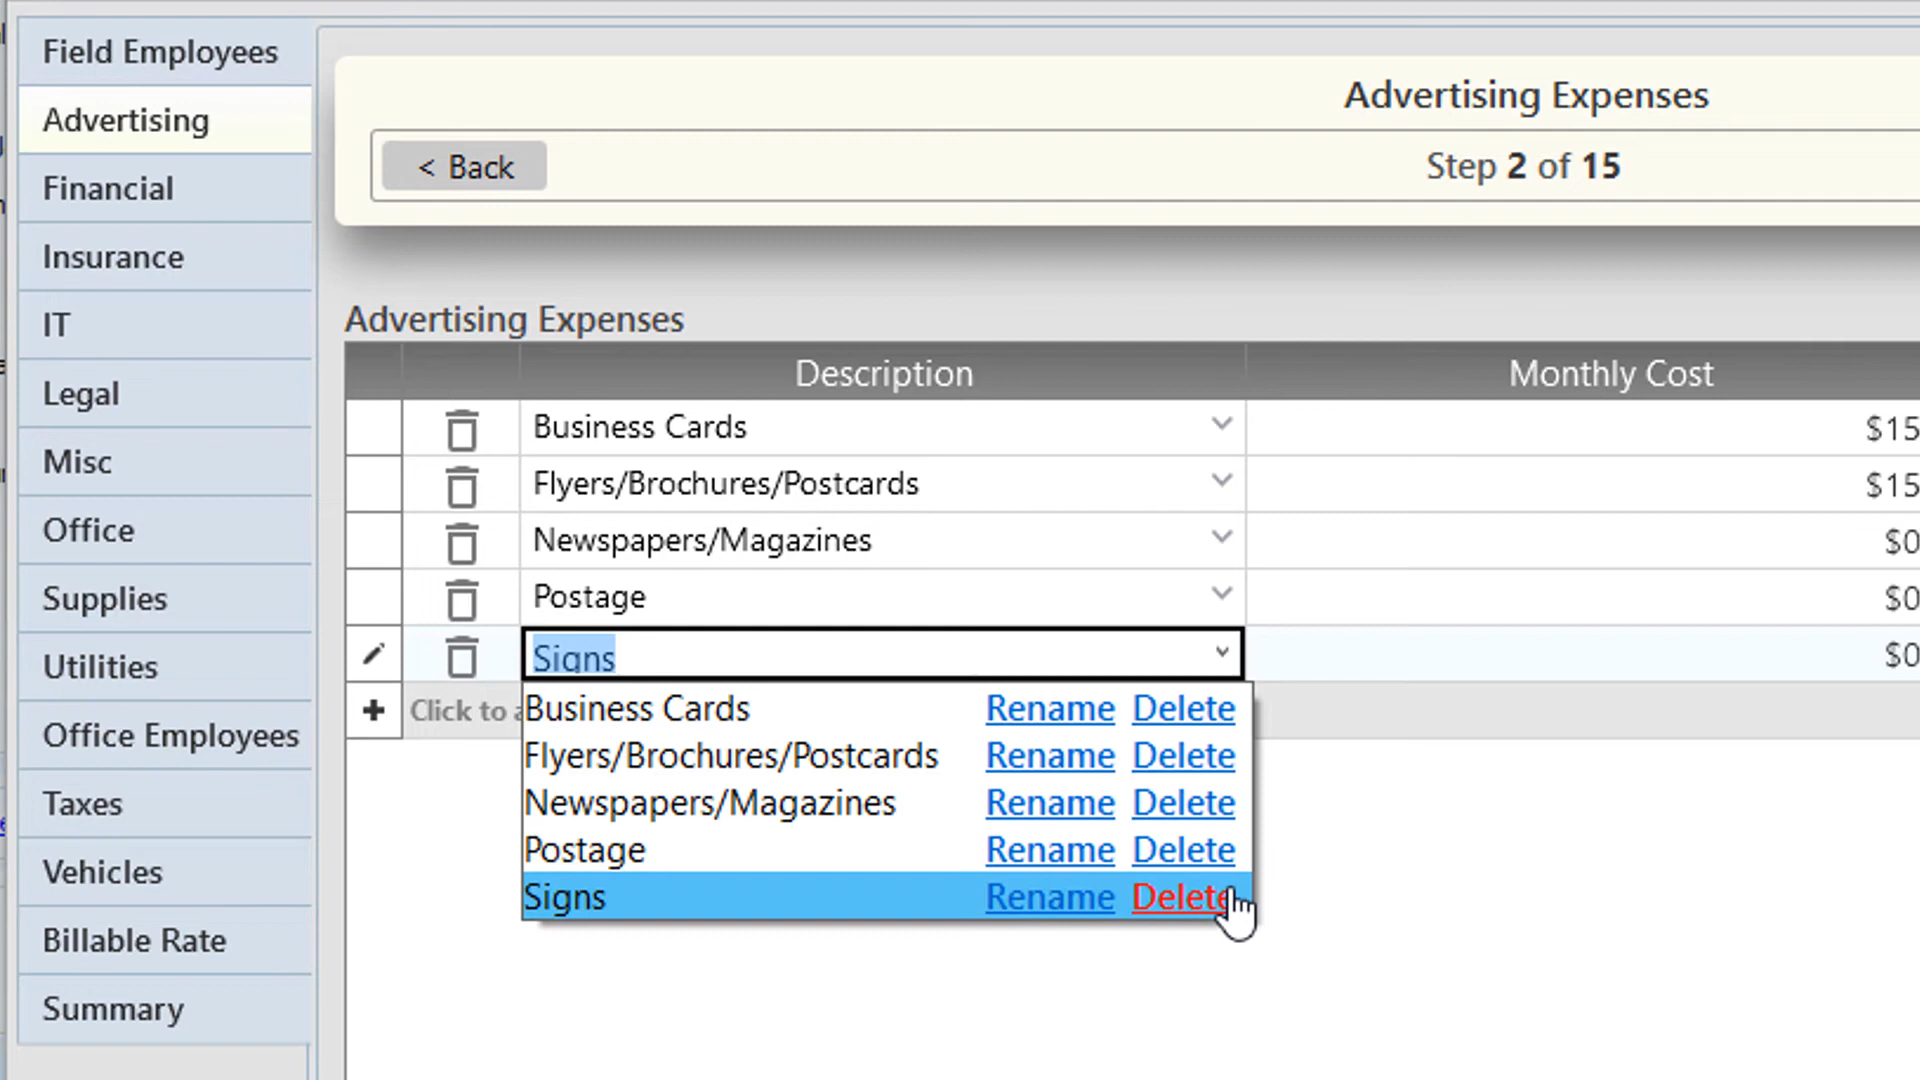 Field Employees
Advertising
Financial
Insurance
IT
Legal
Misc
Office
Supplies
Utilities
Office Employees
Taxes
Vehicles
Billable Rate
Summary
Advertising Expenses
< Back
Step 2 of 15
Advertising Expenses
Description Monthly Cost
Business Cards $15
Flyers/Brochures/Postcards $15
Newspapers/Magazines $0
Postage $0
Signs $0
Click to
Business Cards Rename Delete
Flyers/Brochures/Postcards Rename Delete
Newspapers/Magazines Rename Delete
Postage Rename Delete
Signs Rename Delete